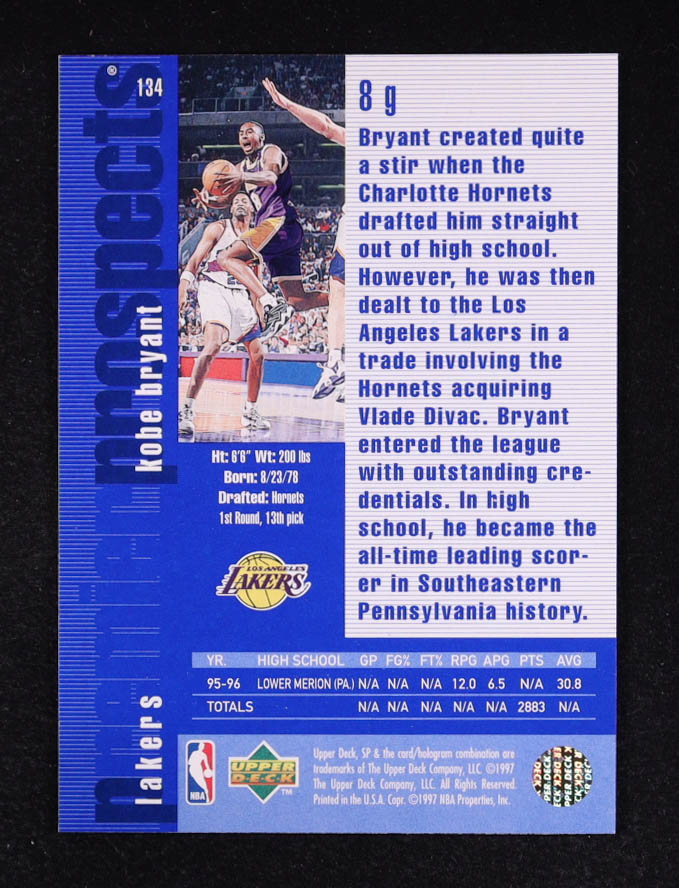 134
premier prospects
kobe bryant
lakers
8 g
Bryant created quite
a stir when the
Charlotte Hornets
drafted him straight
out of high school.
However, he was then
dealt to the Los
Angeles Lakers in a
trade involving the
Hornets acquiring
Vlade Divac. Bryant
entered the league
with outstanding cre-
dentials. In high
school, he became the
all-time leading scor-
er in Southeastern
Pennsylvania history.
Ht: 6'6" Wt: 200 lbs
Born: 8/23/78
Drafted: Hornets
1st Round, 13th pick
LOS ANGELES
LAKERS
YR. HIGH SCHOOL GP FG% FT% RPG APG PTS AVG
95-96 LOWER MERION (PA.) N/A N/A N/A 12.0 6.5 N/A 30.8
TOTALS N/A N/A N/A N/A N/A 2883 N/A
NBA
UPPER
DECK
™
Upper Deck, SP & the card/hologram combination are
trademarks of The Upper Deck Company, LLC. ©1997
The Upper Deck Company, LLC. All Rights Reserved.
Printed in the U.S.A. Copr. ©1997 NBA Properties, Inc.
UPPER DECK